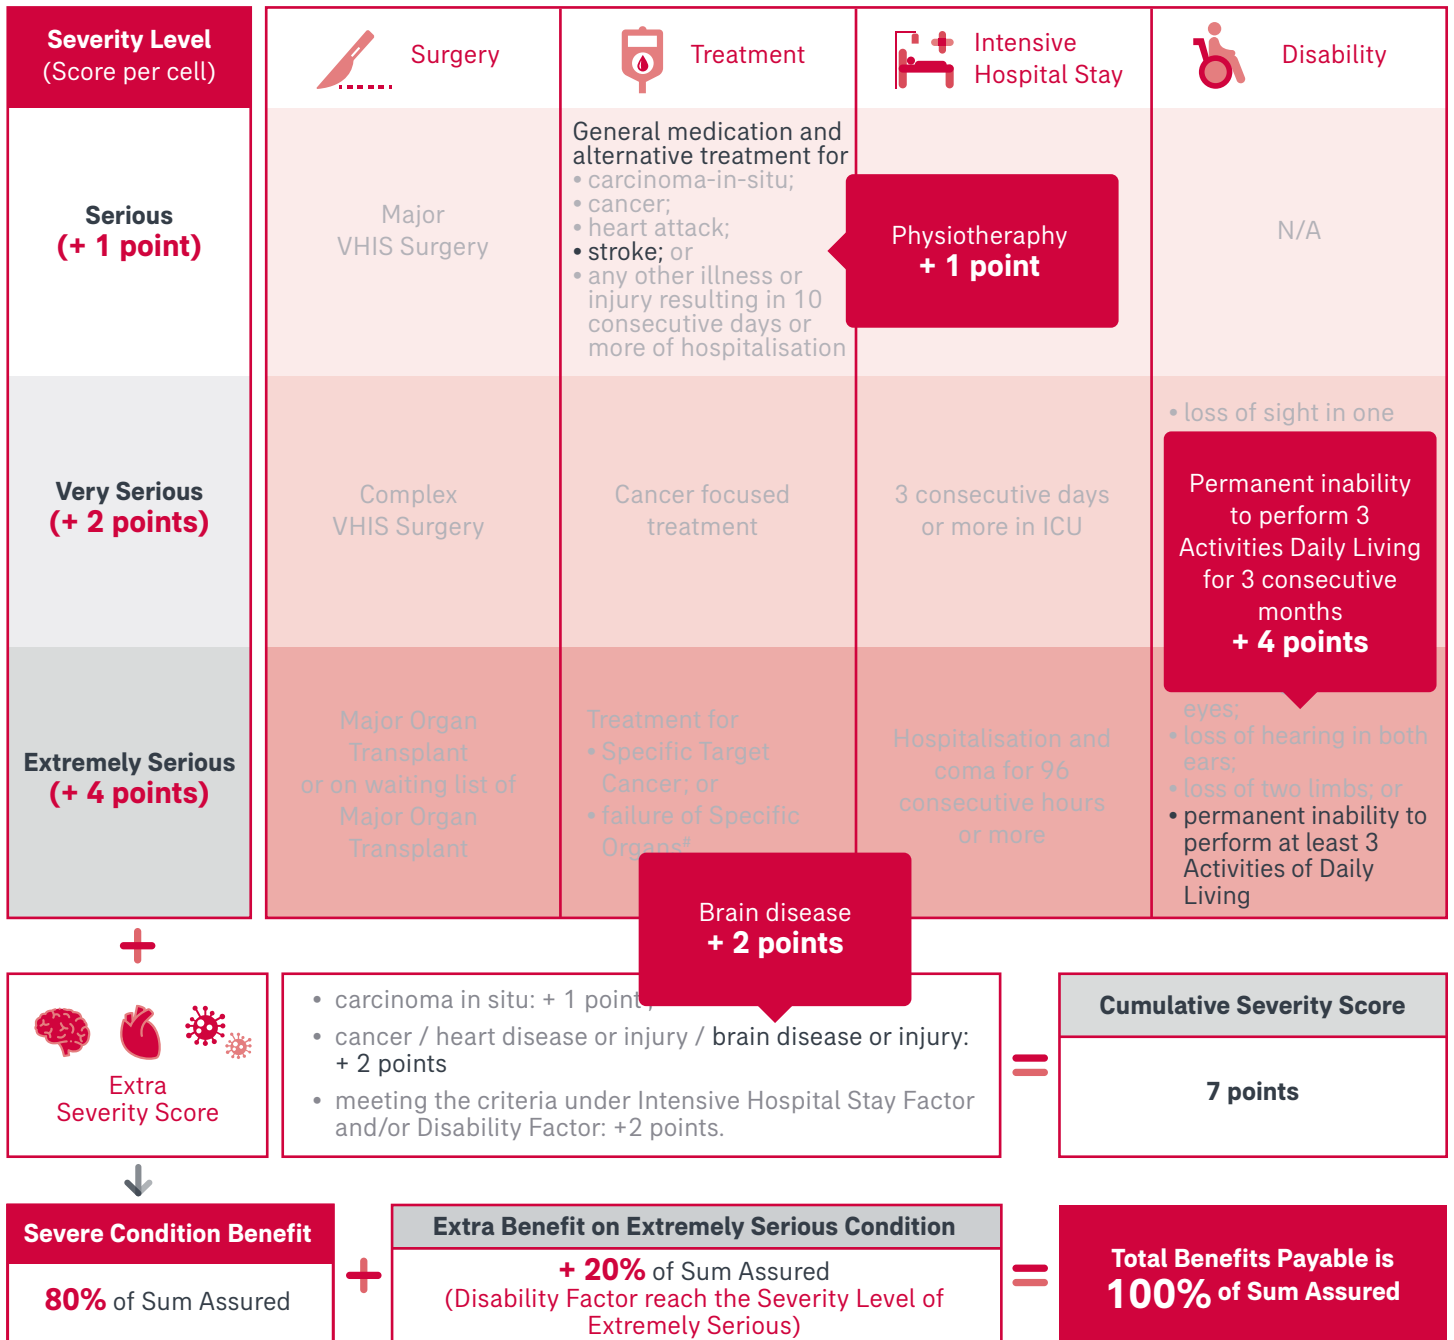 Severity Level
(Score per cell)
Surgery
Treatment
Intensive
Hospital Stay
Disability
Serious
(+ 1 point)
Major
VHIS Surgery
General medication and
alternative treatment for
• carcinoma-in-situ;
• cancer;
• heart attack;
• stroke; or
• any other illness or
injury resulting in 10
consecutive days or
more of hospitalisation
Physiotheraphy
+ 1 point
N/A
Very Serious
(+ 2 points)
Complex
VHIS Surgery
Cancer focused
treatment
3 consecutive days
or more in ICU
• loss of sight in one
Permanent inability
to perform 3
Activities Daily Living
for 3 consecutive
months
+ 4 points
Extremely Serious
(+ 4 points)
Major Organ
Transplant
or on waiting list of
Major Organ
Transplant
Treatment for
• Specific Target
Cancer; or
• failure of Specific
Organs#
Hospitalisation and
coma for 96
consecutive hours
or more
eyes;
• loss of hearing in both
ears;
• loss of two limbs; or
• permanent inability to
perform at least 3
Activities of Daily
Living
Brain disease
+ 2 points
+
Extra
Severity Score
• carcinoma in situ: + 1 point
• cancer / heart disease or injury / brain disease or injury:
+ 2 points
• meeting the criteria under Intensive Hospital Stay Factor
and/or Disability Factor: +2 points.
=
Cumulative Severity Score
7 points
Severe Condition Benefit
80% of Sum Assured
+
Extra Benefit on Extremely Serious Condition
+ 20% of Sum Assured
(Disability Factor reach the Severity Level of
Extremely Serious)
=
Total Benefits Payable is
100% of Sum Assured